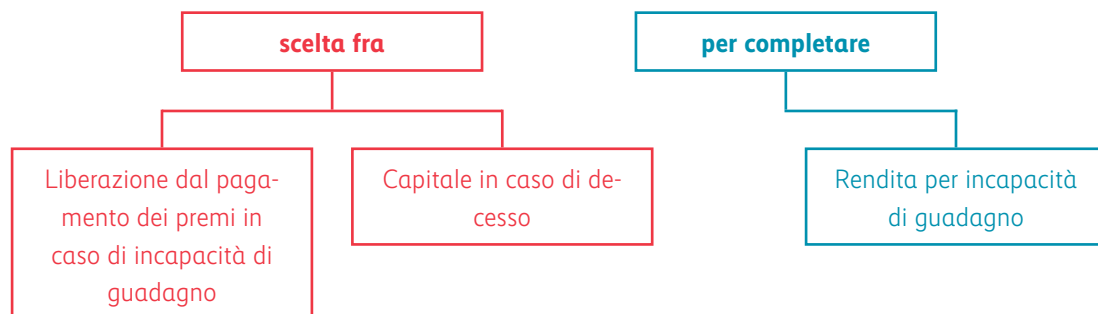 scelta fra
per completare
Liberazione dal paga-
mento dei premi in
caso di incapacità di
guadagno
Capitale in caso di de-
cesso
Rendita per incapacità
di guadagno